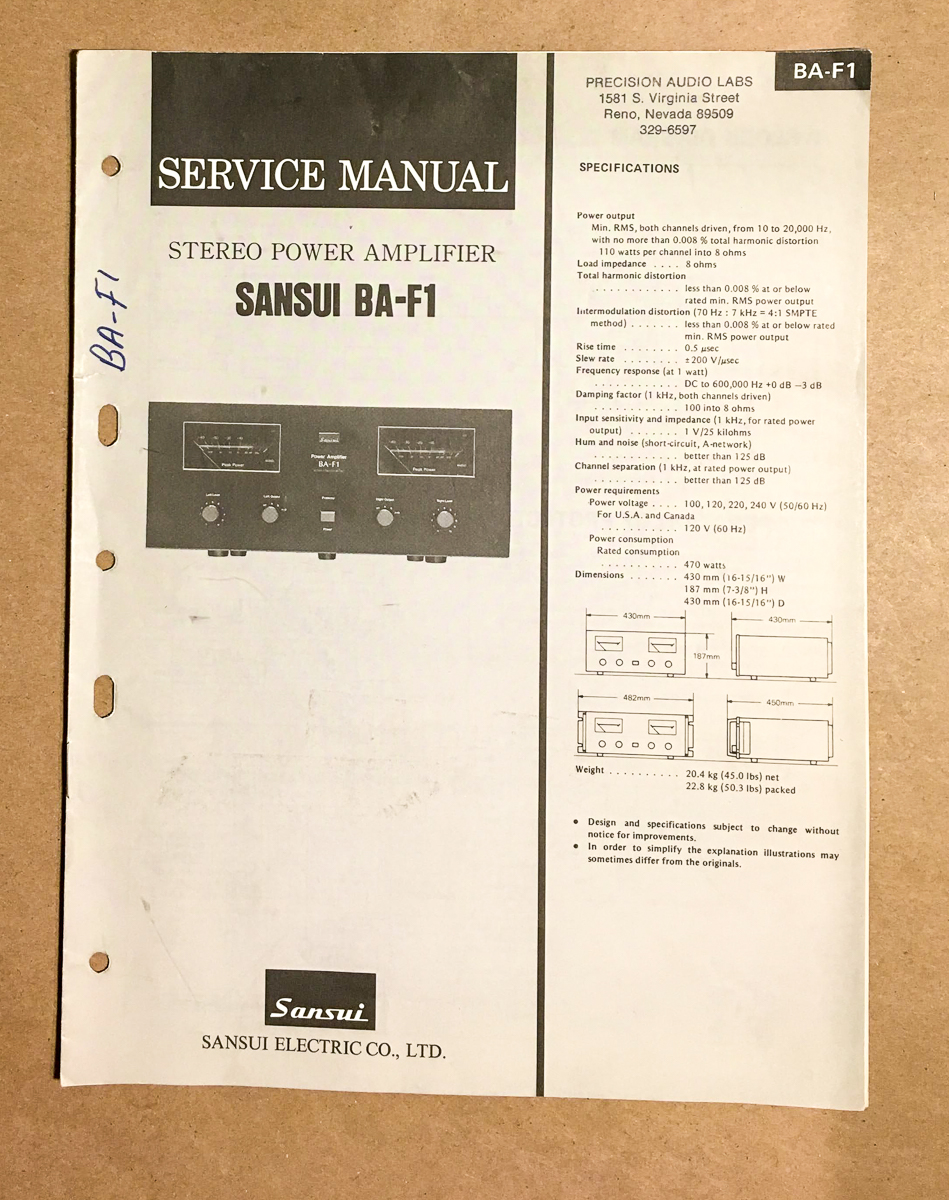 SERVICE MANUAL
STEREO POWER AMPLIFIER
SANSUI BA-F1
BA-F1
Sansui
Power Amplifier
BA-F1
Peak Power
Peak Power
Left Level
Left Output
Power
Right Output
Right Level
Sansui
SANSUI ELECTRIC CO., LTD.
BA-F1
PRECISION AUDIO LABS
1581 S. Virginia Street
Reno, Nevada 89509
329-6597
SPECIFICATIONS
Power output
Min. RMS, both channels driven, from 10 to 20,000 Hz,
with no more than 0.008 % total harmonic distortion
110 watts per channel into 8 ohms
Load impedance . . . . 8 ohms
Total harmonic distortion
. . . . . . . . . . . . less than 0.008 % at or below
rated min. RMS power output
Intermodulation distortion (70 Hz : 7 kHz = 4:1 SMPTE
method) . . . . . . . less than 0.008 % at or below rated
min. RMS power output
Rise time . . . . . . . . 0.5 μsec
Slew rate . . . . . . . . ±200 V/μsec
Frequency response (at 1 watt)
. . . . . . . . . . . . DC to 600,000 Hz +0 dB −3 dB
Damping factor (1 kHz, both channels driven)
. . . . . . . . . . . . 100 into 8 ohms
Input sensitivity and impedance (1 kHz, for rated power
output) . . . . . . . 1 V/25 kilohms
Hum and noise (short-circuit, A-network)
. . . . . . . . . . . . better than 125 dB
Channel separation (1 kHz, at rated power output)
. . . . . . . . . . . . better than 125 dB
Power requirements
Power voltage . . . . 100, 120, 220, 240 V (50/60 Hz)
For U.S.A. and Canada
. . . . . . . . . . . 120 V (60 Hz)
Power consumption
Rated consumption
. . . . . . . . . . . 470 watts
Dimensions . . . . . . . 430 mm (16-15/16") W
187 mm (7-3/8") H
430 mm (16-15/16") D
430mm
430mm
187mm
482mm
450mm
Weight . . . . . . . . . . 20.4 kg (45.0 lbs) net
22.8 kg (50.3 lbs) packed
● Design and specifications subject to change without
notice for improvements.
● In order to simplify the explanation illustrations may
sometimes differ from the originals.